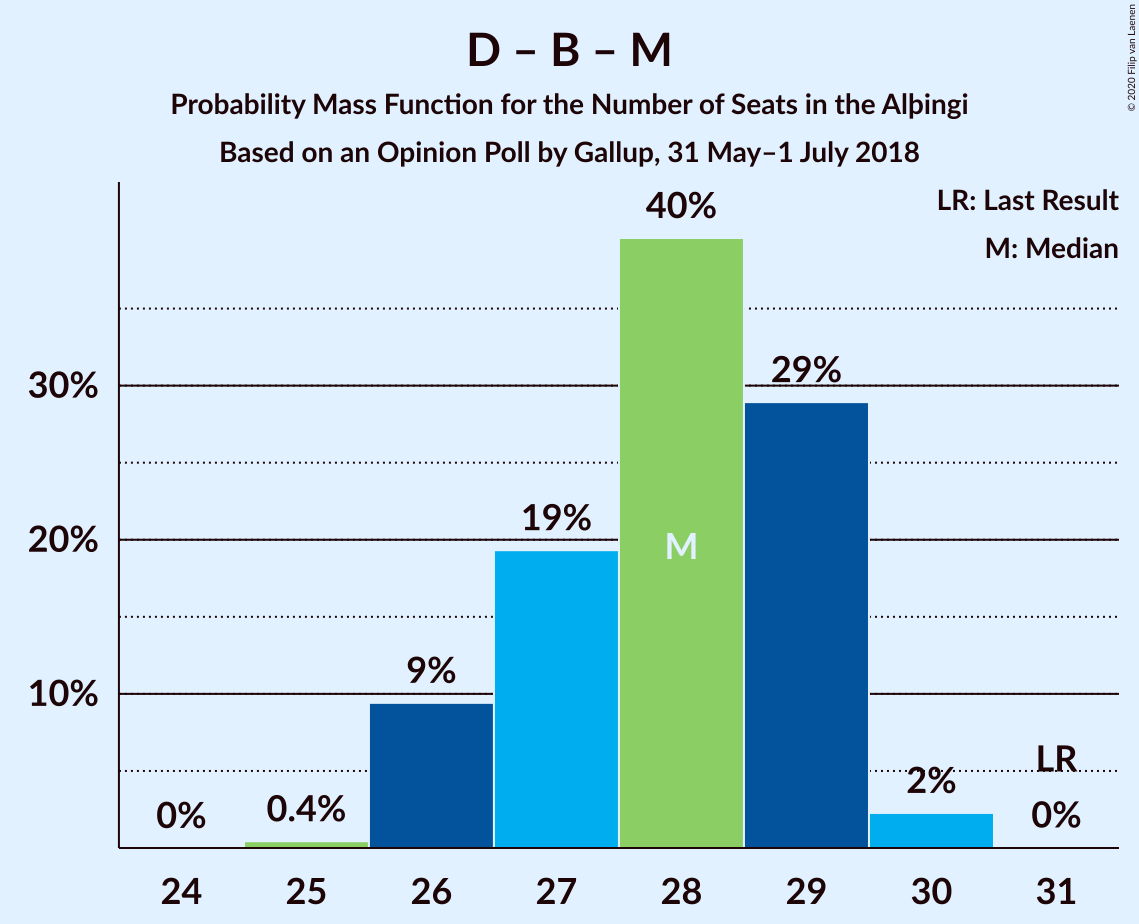 D – B – M
Probability Mass Function for the Number of Seats in the Alþingi
Based on an Opinion Poll by Gallup, 31 May–1 July 2018
© 2020 Filip van Laenen
LR: Last Result
M: Median
40%
30%
29%
19%
20%
M
9%
10%
LR
2%
0%
0.4%
0%
24
25
26
27
28
29
30
31